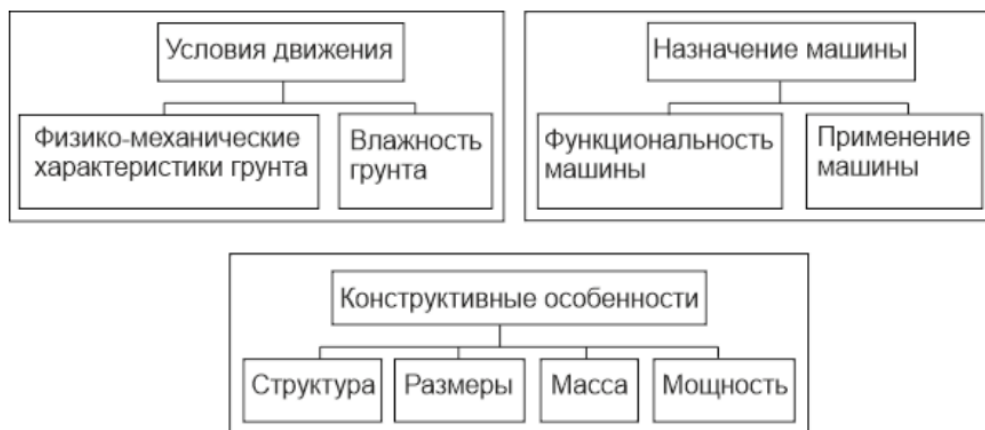 Условия движения
Назначение машины
Физико-механические
характеристики грунта
Влажность
грунта
Функциональность
машины
Применение
машины
Конструктивные особенности
Структура
Размеры
Масса
Мощность